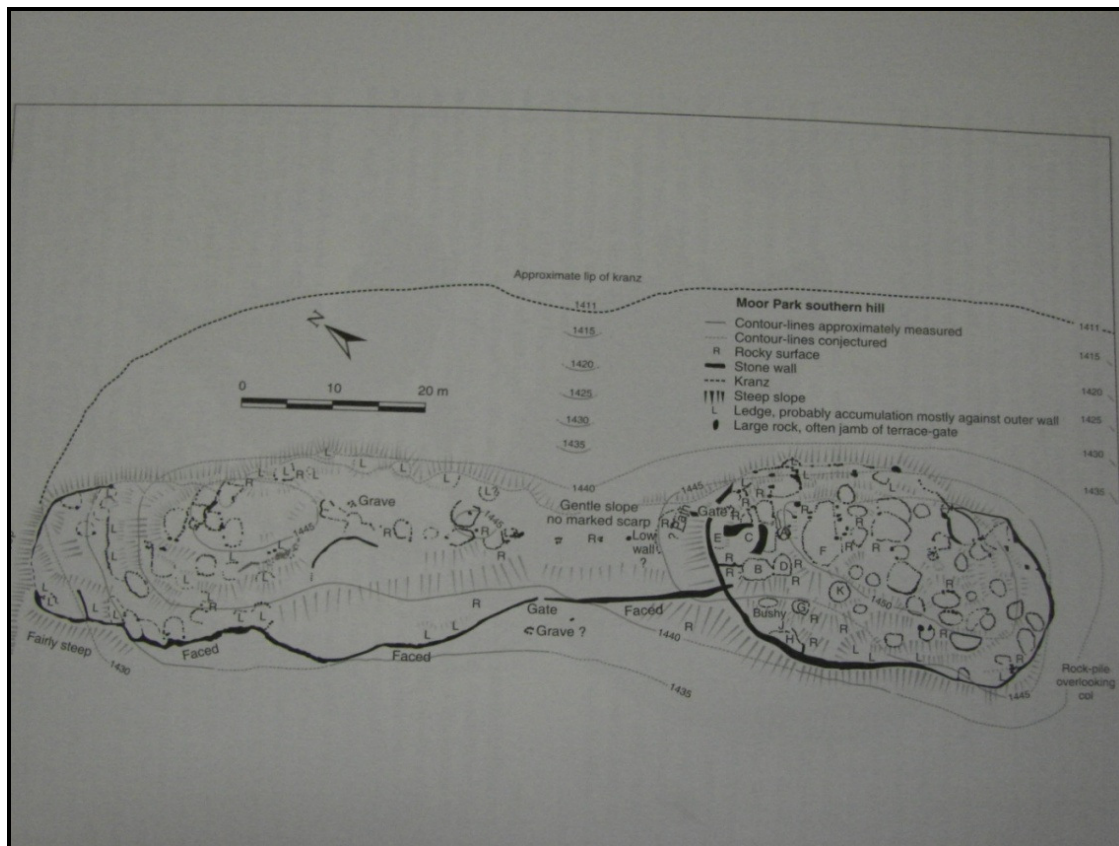 Approximate lip of kranz
1411
1415
1420
1425
1430
1435
1440
N
0 10 20 m
Moor Park southern hill
Contour-lines approximately measured
Contour-lines conjectured
R Rocky surface
Stone wall
Kranz
Steep slope
L Ledge, probably accumulation mostly against outer wall
Large rock, often jamb of terrace-gate
1411
1415
1420
1425
1430
1435
1445
Grave
1445
1445
(L?)
Gentle slope
no marked scarp
Low
wall
?
Gate?
E
C
B
D
F
K
G
H
J
1450
Bushy
R
L
Gate
Faced
Grave ?
1440
1435
Faced
Faced
Fairly steep
1430
1445
Rock-pile
overlooking
col